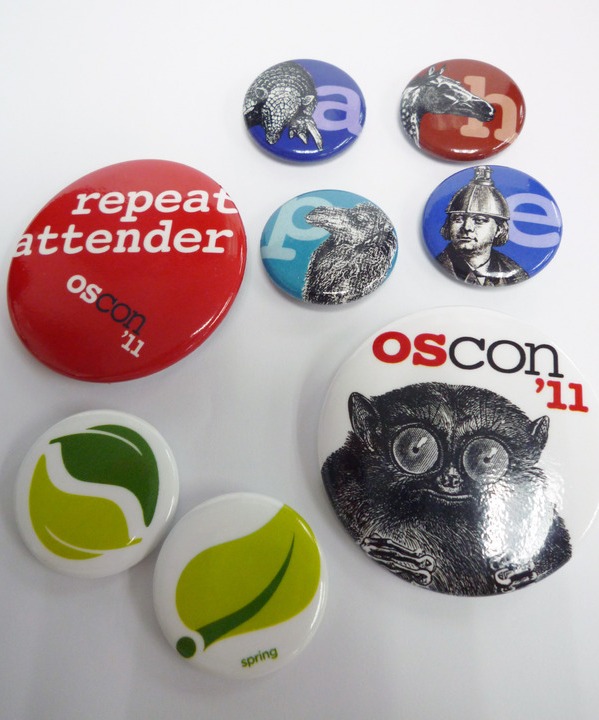 a
h
p
e
repeat
attender
oscon
'11
oscon
'11
spring